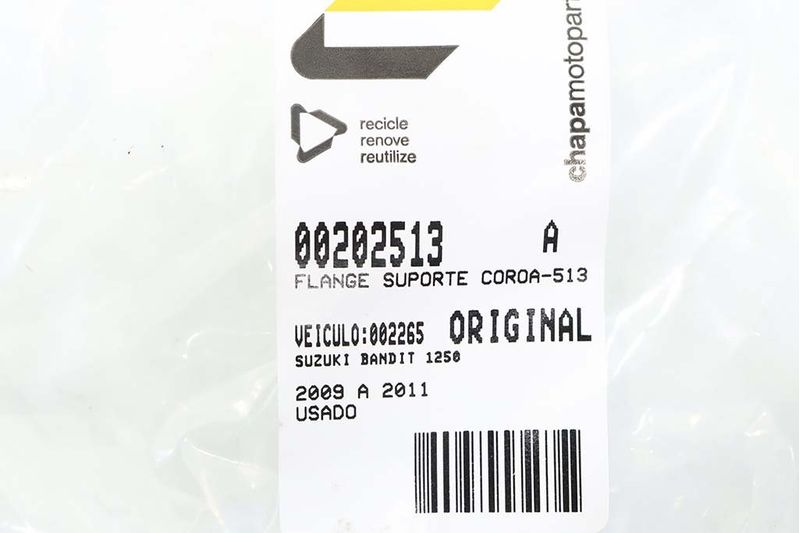 recicle
renove
reutilize
chapamotopar
00202513 A
FLANGE SUPORTE COROA-513
VEICULO:002265 ORIGINAL
SUZUKI BANDIT 1250
2009 A 2011
USADO